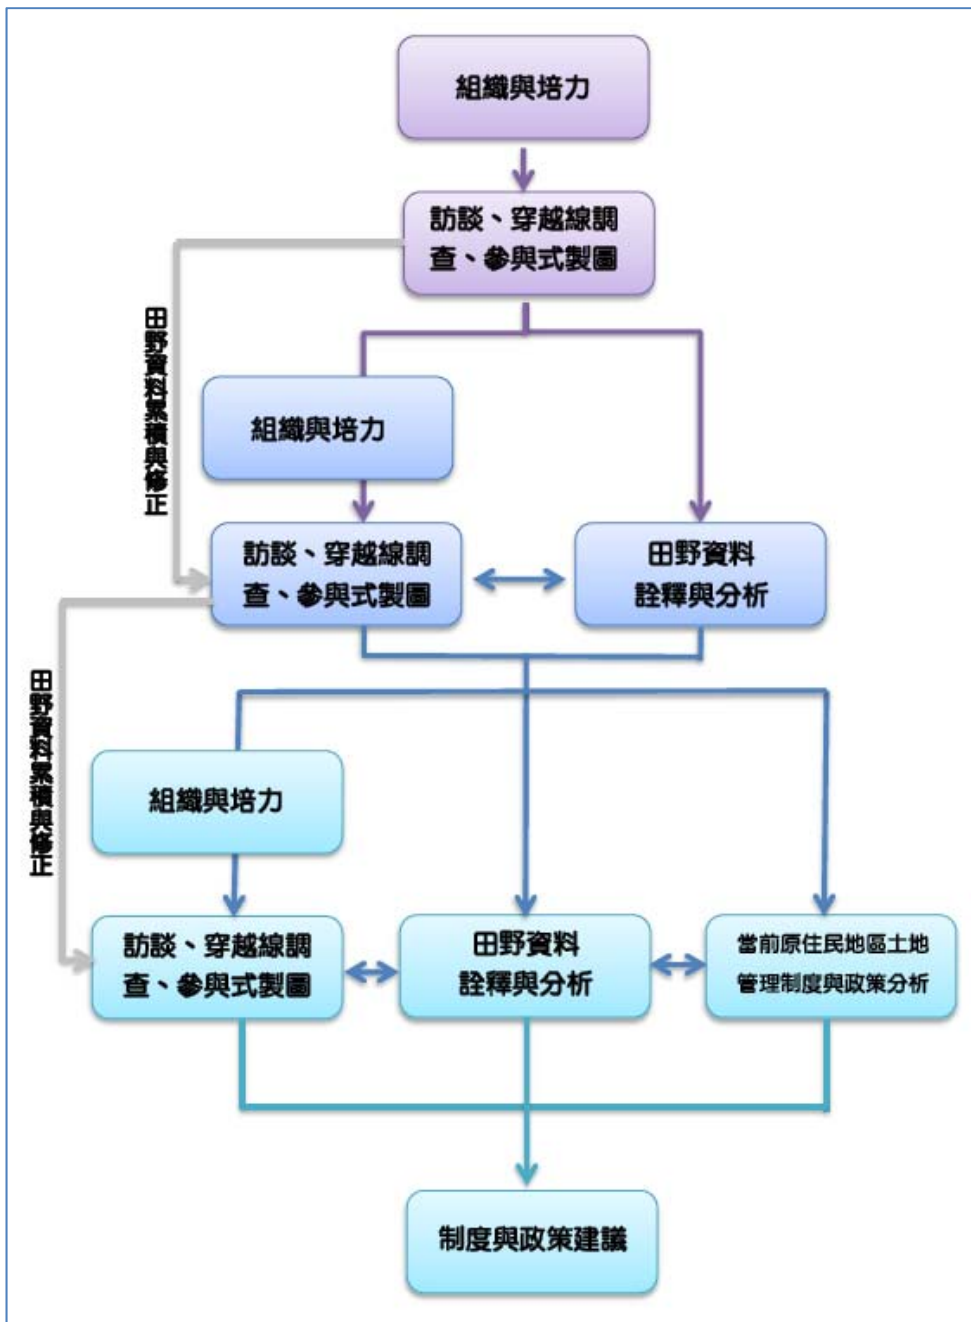 組織與培力
訪談、穿越線調
查、參與式製圖
田野資料累積與修正
組織與培力
訪談、穿越線調
查、參與式製圖
田野資料
詮釋與分析
田野資料累積與修正
組織與培力
訪談、穿越線調
查、參與式製圖
田野資料
詮釋與分析
當前原住民地區土地
管理制度與政策分析
制度與政策建議